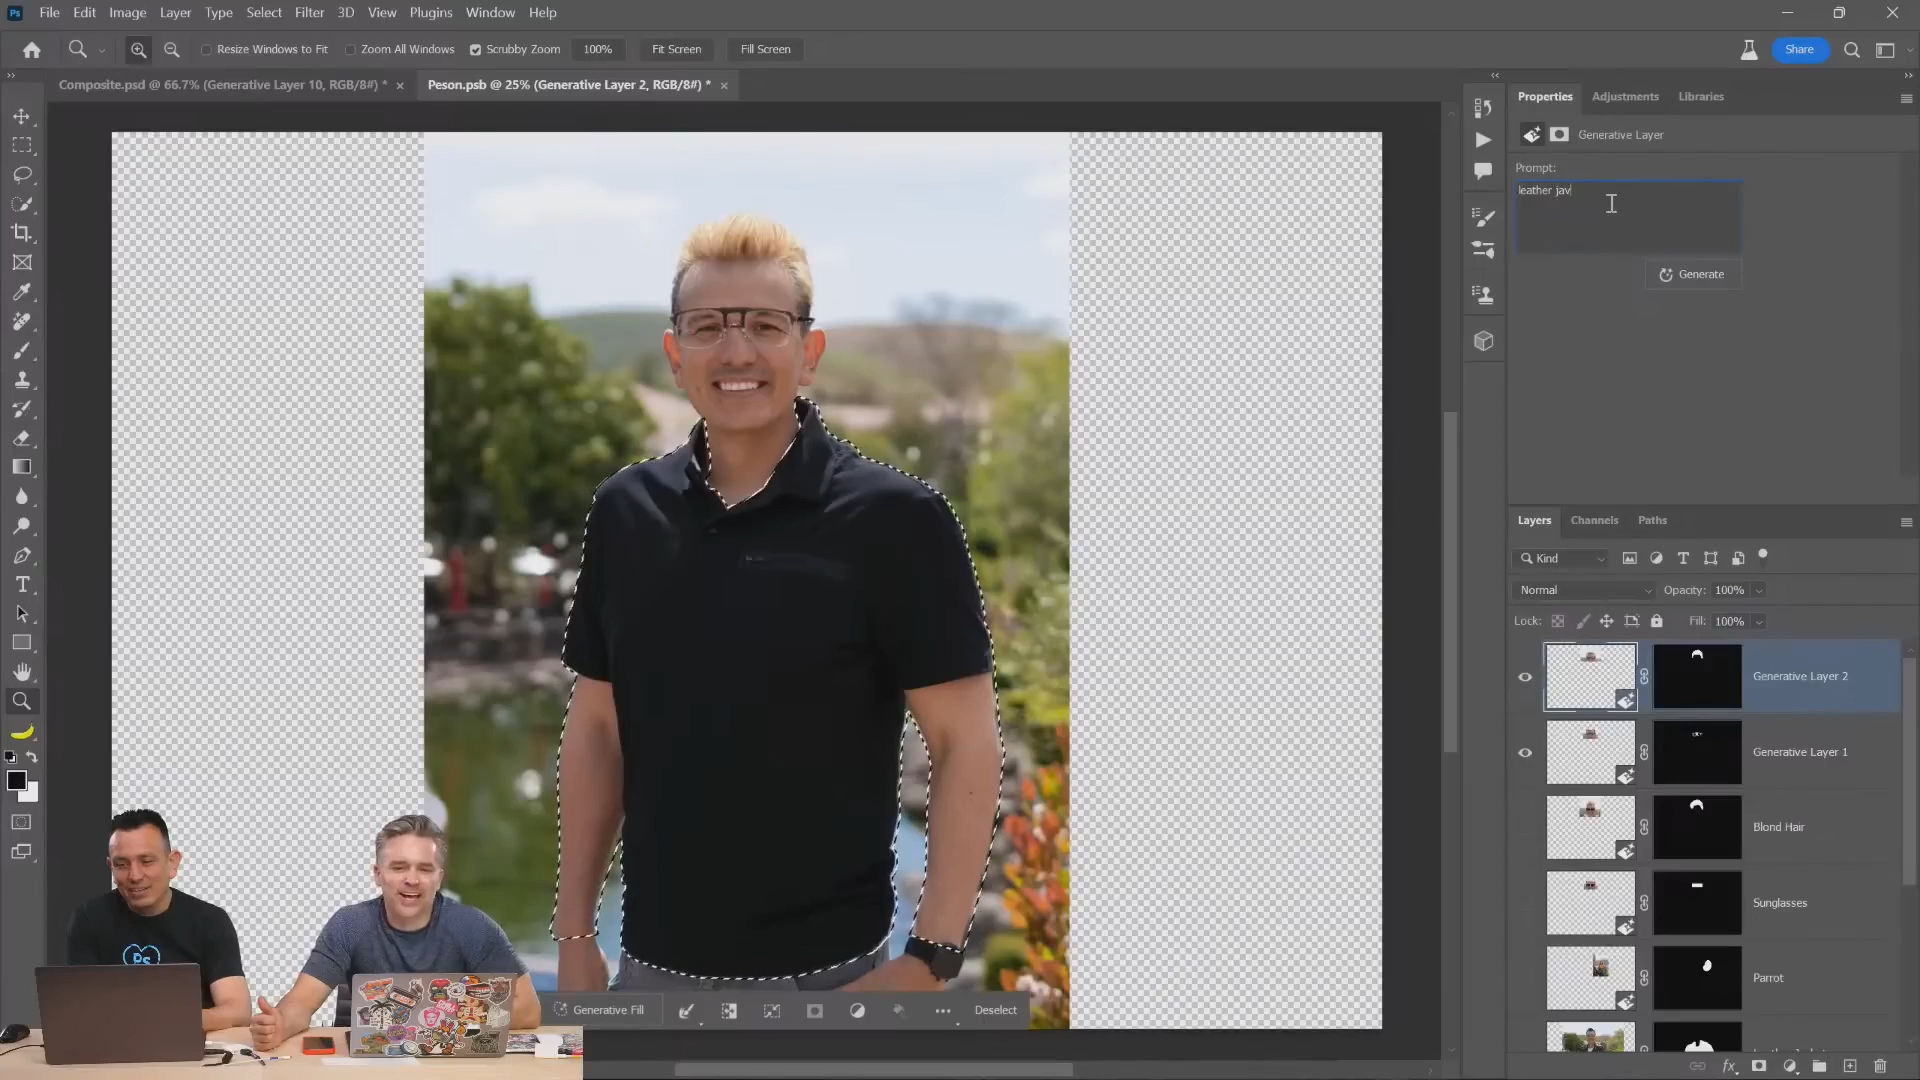 Ps File Edit Image Layer Type Select Filter 3D View Plugins Window Help
Resize Windows to Fit Zoom All Windows Scrubby Zoom 100% Fit Screen Fill Screen Share
Composite.psd @ 66.7% (Generative Layer 10, RGB/8#) * × Peson.psb @ 25% (Generative Layer 2, RGB/8#) * ×
Properties Adjustments Libraries
Generative Layer
Prompt:
leather jav
Generate
Layers Channels Paths
Kind
Normal Opacity: 100%
Lock: Fill: 100%
Generative Layer 2
Generative Layer 1
Blond Hair
Sunglasses
Parrot
Ps
Generative Fill Deselect
fx